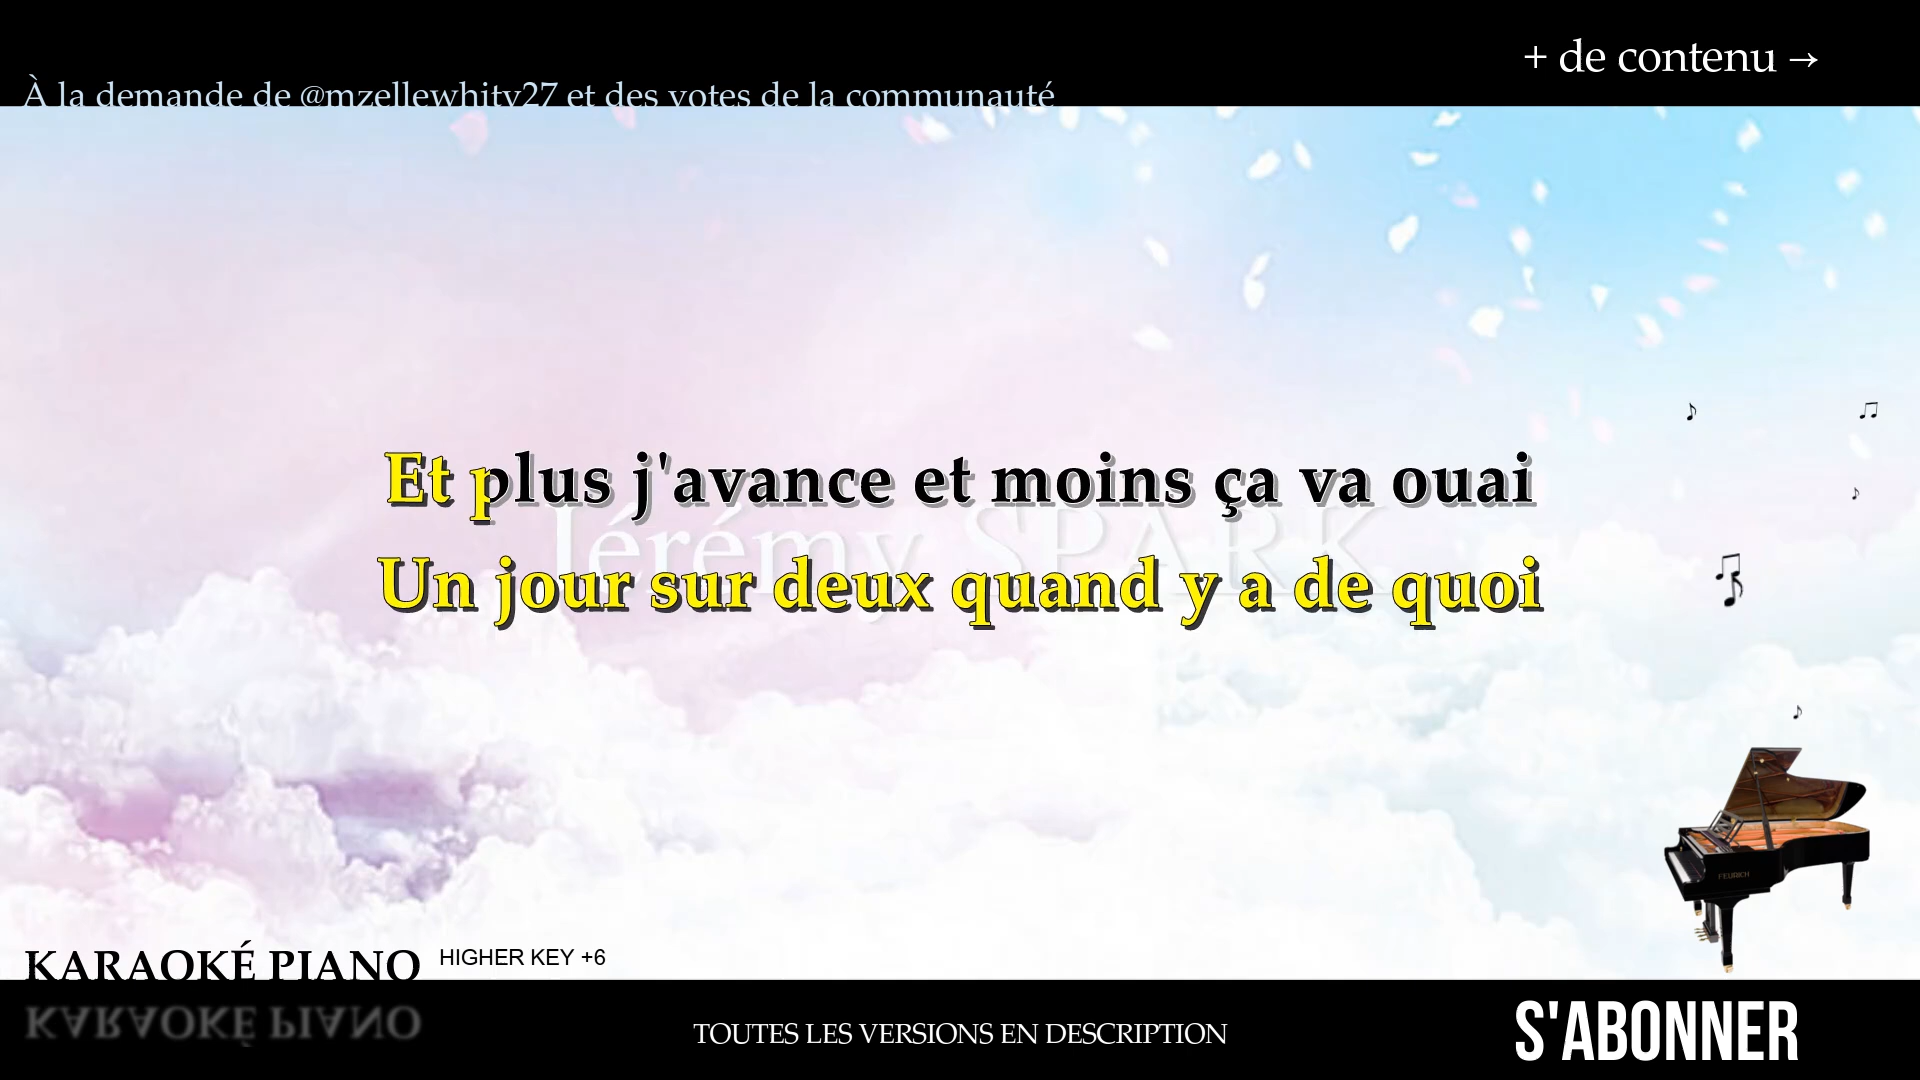 + de contenu →
À la demande de @mzellewhity27 et des votes de la communauté
Et plus j'avance et moins ça va ouai
Jérémy SPARK
Un jour sur deux quand y a de quoi
FEURICH
KARAOKÉ PIANO HIGHER KEY +6
KARAOKÉ PIANO
TOUTES LES VERSIONS EN DESCRIPTION
S'ABONNER